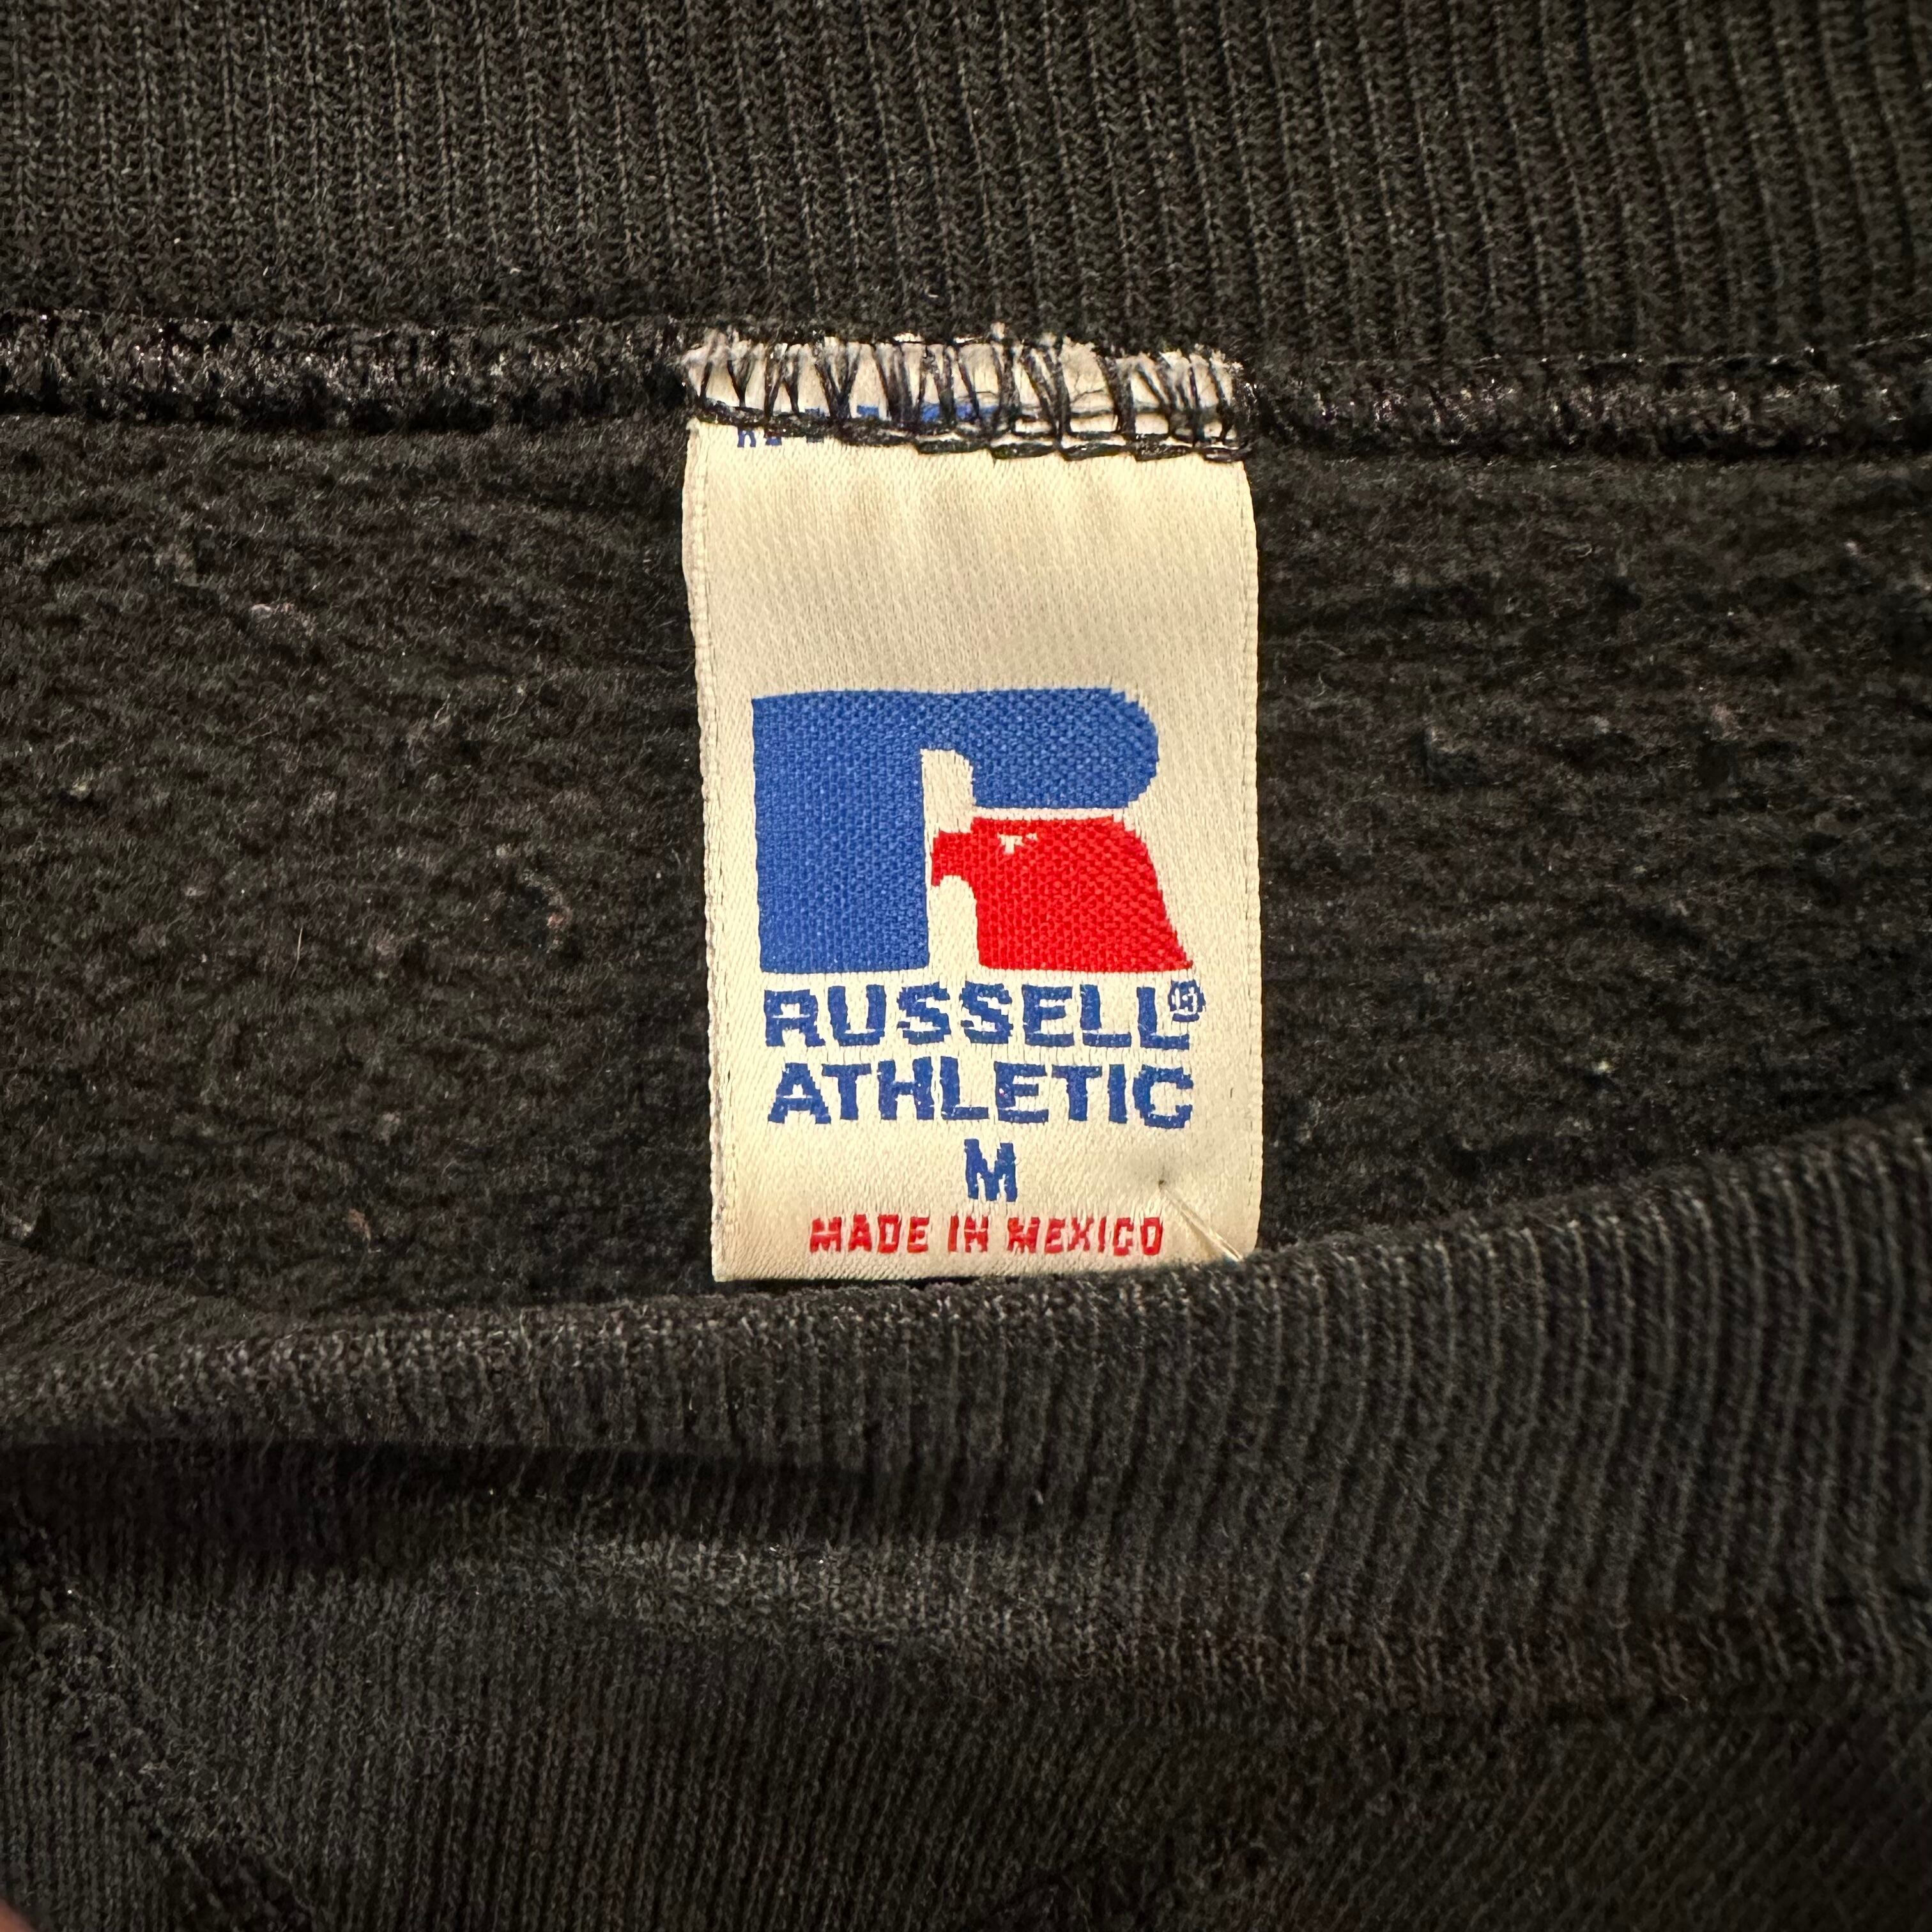 RUSSELL®
ATHLETIC
M
MADE IN MEXICO